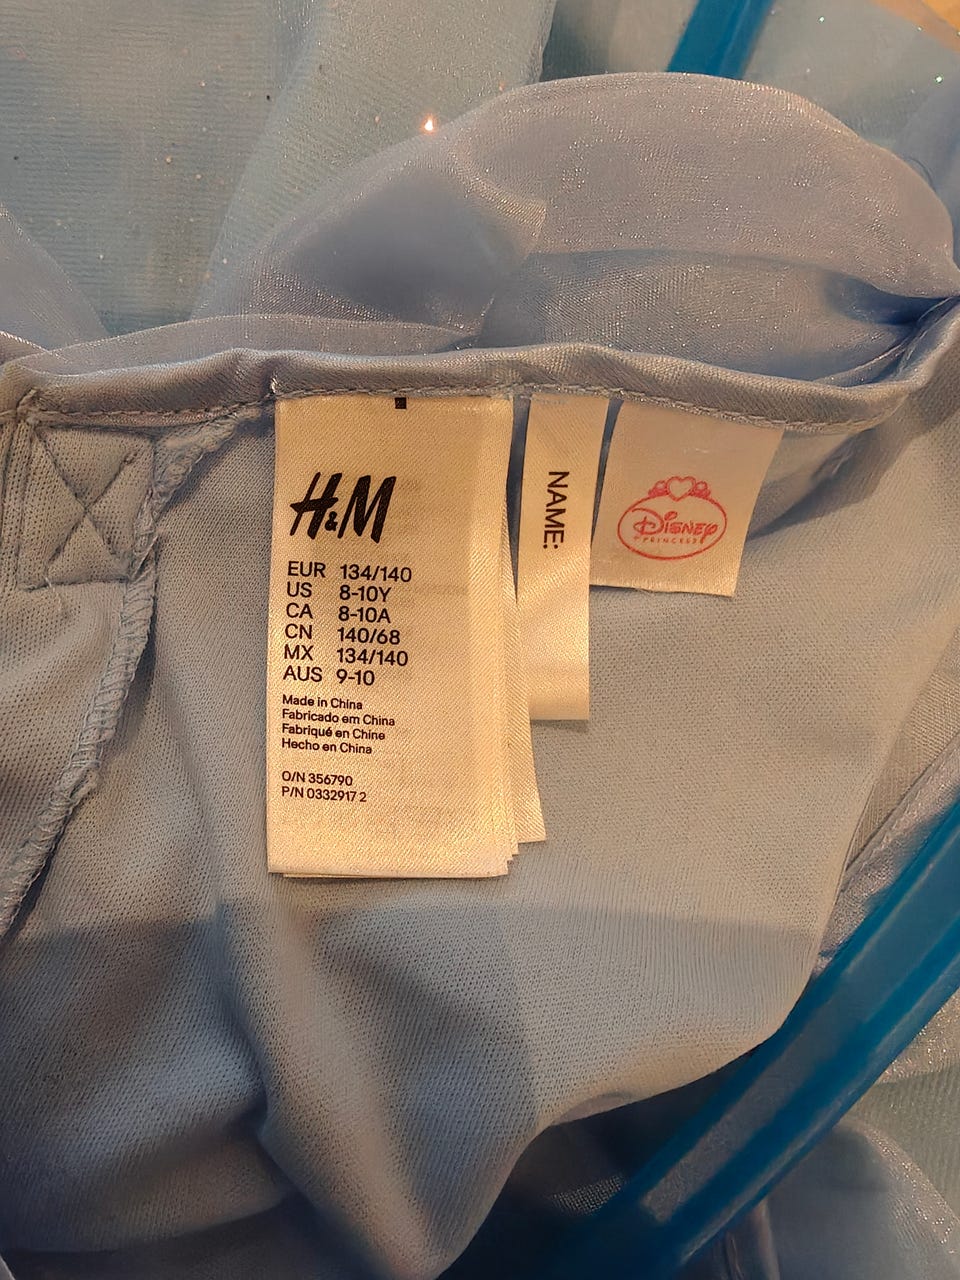 H&M
EUR 134/140
US 8-10Y
CA 8-10A
CN 140/68
MX 134/140
AUS 9-10
Made in China
Fabricado em China
Fabriqué en Chine
Hecho en China
O/N 356790
P/N 0332917 2
NAME:
Disney
PRINCESS